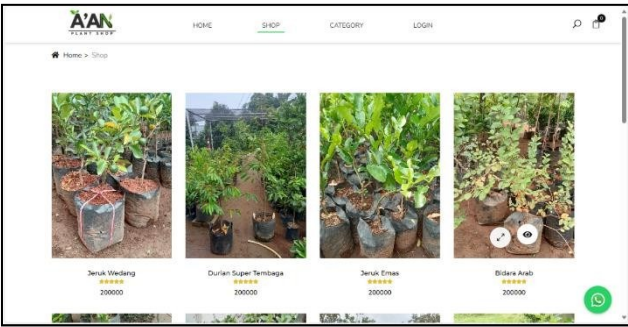 A'AN
PLANT SHOP
HOME
SHOP
CATEGORY
LOGIN
0
Home > Shop
Jeruk Wedang
200000
Durian Super Tembaga
200000
Jeruk Emas
200000
Bidara Arab
200000